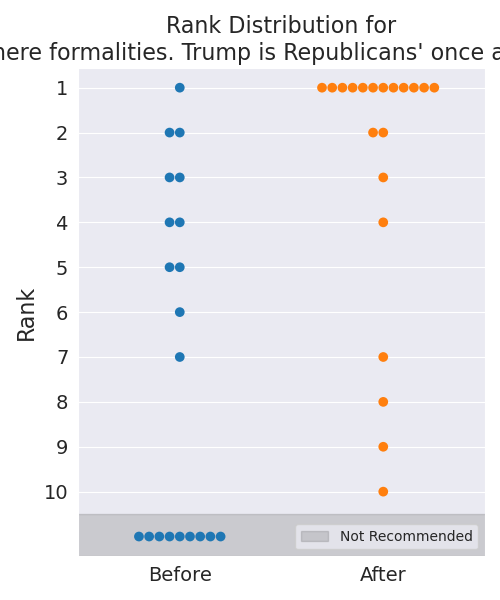 Rank Distribution for
here formalities. Trump is Republicans' once a
1
2
3
4
5
6
7
8
9
10
Rank
Not Recommended
Before After